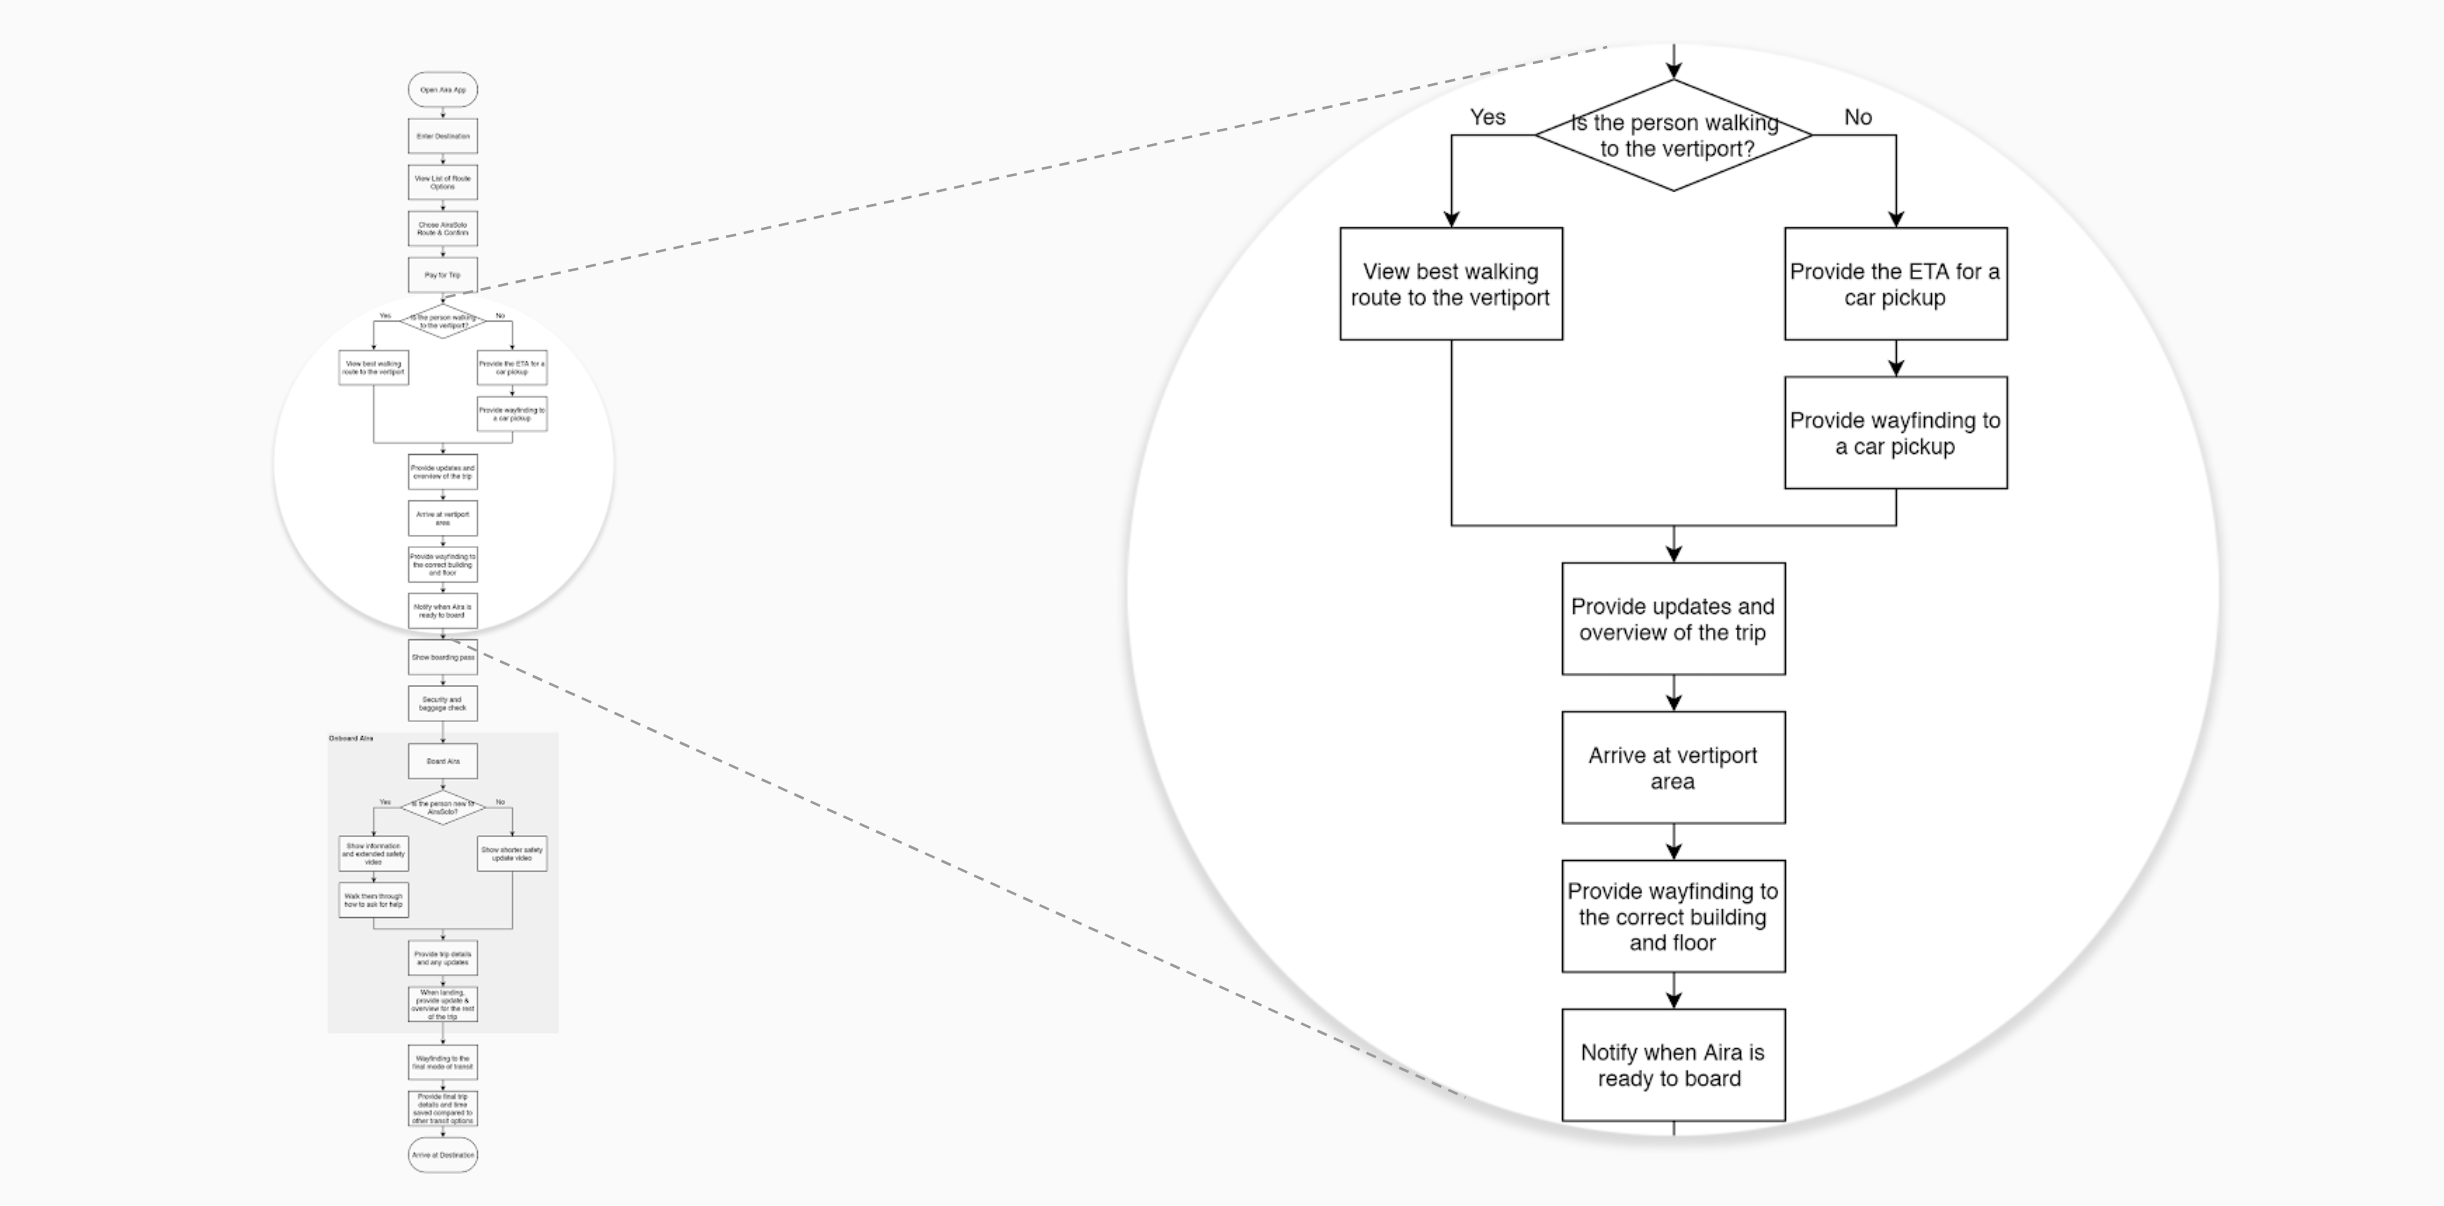 Open Aira App
Enter Destination
View List of Route
Options
Chose AiraSolo
Route & Confirm
Pay for Trip
Is the person walking
to the vertiport?
Yes
No
View best walking
route to the vertiport
Provide the ETA for a
car pickup
Provide wayfinding to
a car pickup
Provide updates and
overview of the trip
Arrive at vertiport
area
Provide wayfinding to
the correct building
and floor
Notify when Aira is
ready to board
Show boarding pass
Security and
baggage check
Onboard Aira
Board Aira
Is the person new to
AiraSolo?
Yes
No
Show information
and extended safety
video
Show shorter safety
update video
Walk them through
how to ask for help
Provide trip details
and any updates
When landing,
provide update &
overview for the rest
of the trip
Wayfinding to the
final mode of transit
Provide final trip
details and time
saved compared to
other transit options
Arrive at Destination
Is the person walking
to the vertiport?
Yes
No
View best walking
route to the vertiport
Provide the ETA for a
car pickup
Provide wayfinding to
a car pickup
Provide updates and
overview of the trip
Arrive at vertiport
area
Provide wayfinding to
the correct building
and floor
Notify when Aira is
ready to board